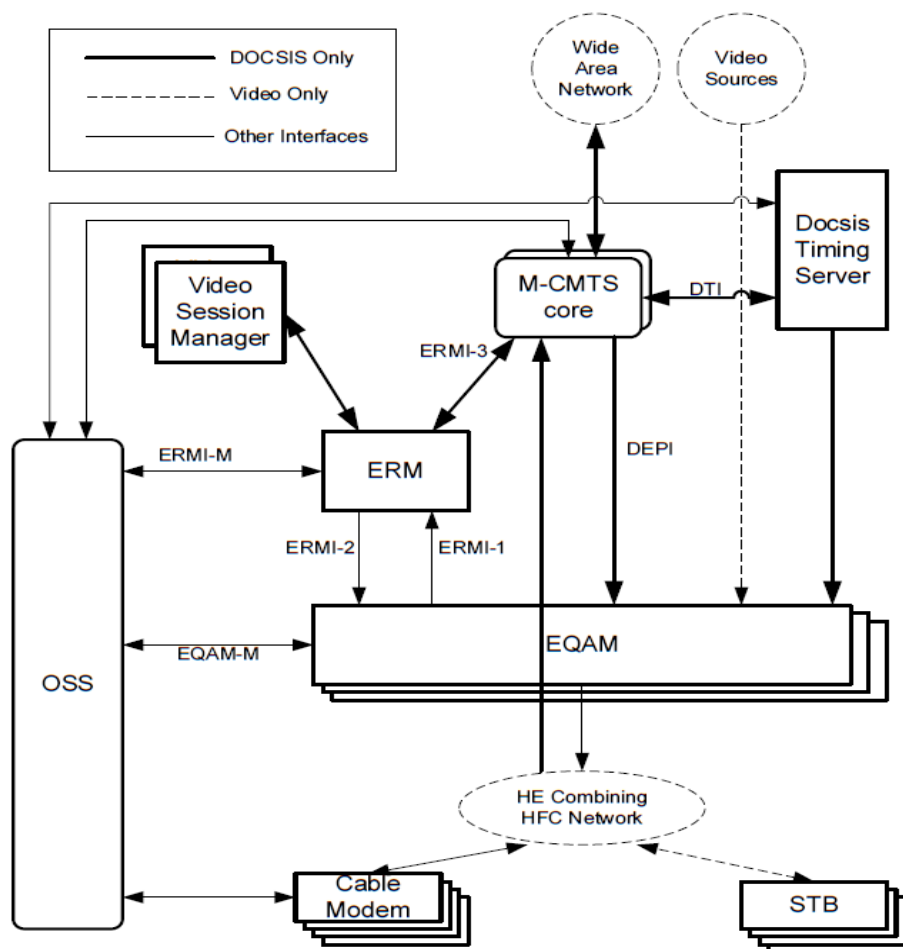 DOCSIS Only
Video Only
Other Interfaces
Wide
Area
Network
Video
Sources
Docsis
Timing
Server
Video
Session
Manager
M-CMTS
core
DTI
ERMI-3
ERMI-M
ERM
DEPI
ERMI-2
ERMI-1
EQAM
EQAM-M
OSS
HE Combining
HFC Network
Cable
Modem
STB